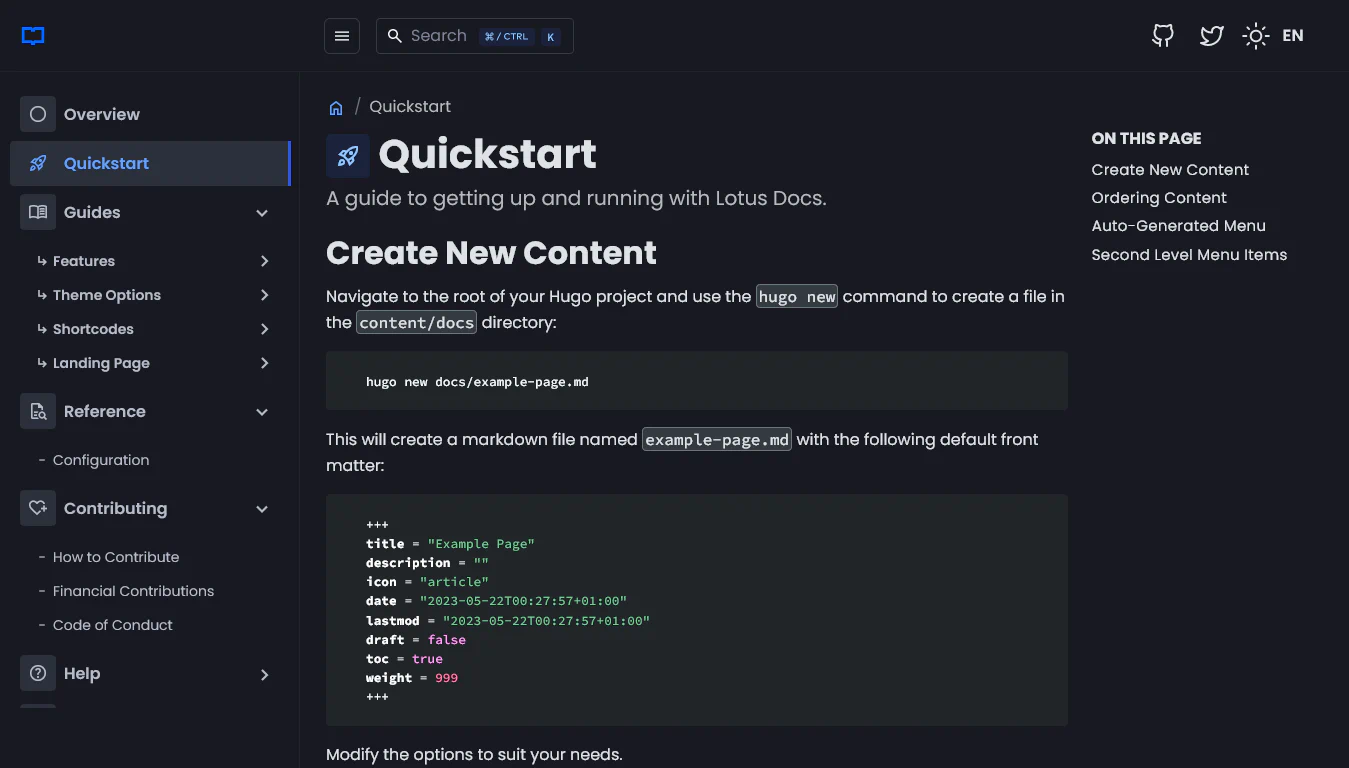 Search ⌘/CTRL K
EN
Overview
Quickstart
Guides
↳ Features
↳ Theme Options
↳ Shortcodes
↳ Landing Page
Reference
- Configuration
Contributing
- How to Contribute
- Financial Contributions
- Code of Conduct
Help
/ Quickstart
Quickstart
A guide to getting up and running with Lotus Docs.
Create New Content
Navigate to the root of your Hugo project and use the hugo new command to create a file in
the content/docs directory:
hugo new docs/example-page.md
This will create a markdown file named example-page.md with the following default front
matter:
+++
title = "Example Page"
description = ""
icon = "article"
date = "2023-05-22T00:27:57+01:00"
lastmod = "2023-05-22T00:27:57+01:00"
draft = false
toc = true
weight = 999
+++
Modify the options to suit your needs.
ON THIS PAGE
Create New Content
Ordering Content
Auto-Generated Menu
Second Level Menu Items